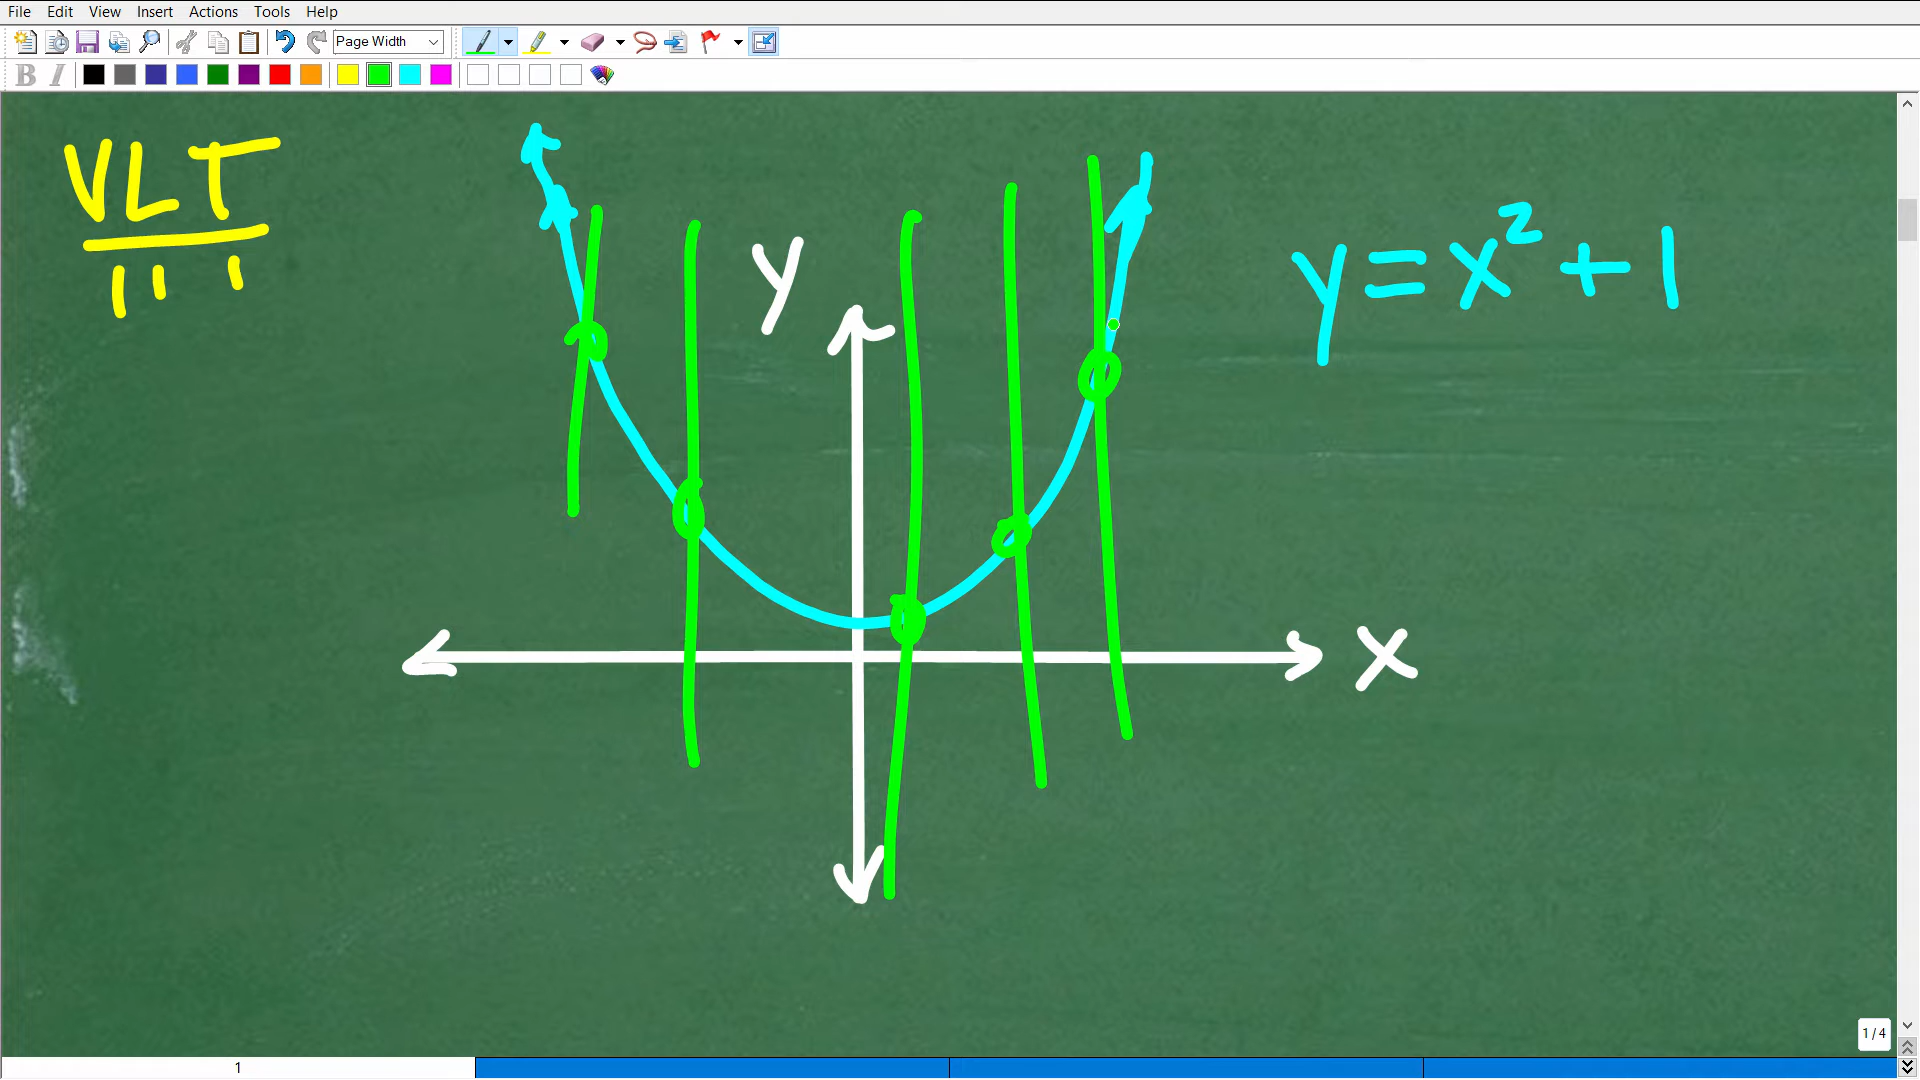 File Edit View Insert Actions Tools Help
Page Width
B I
VLT
y
y = x² + 1
x
1 / 4
1